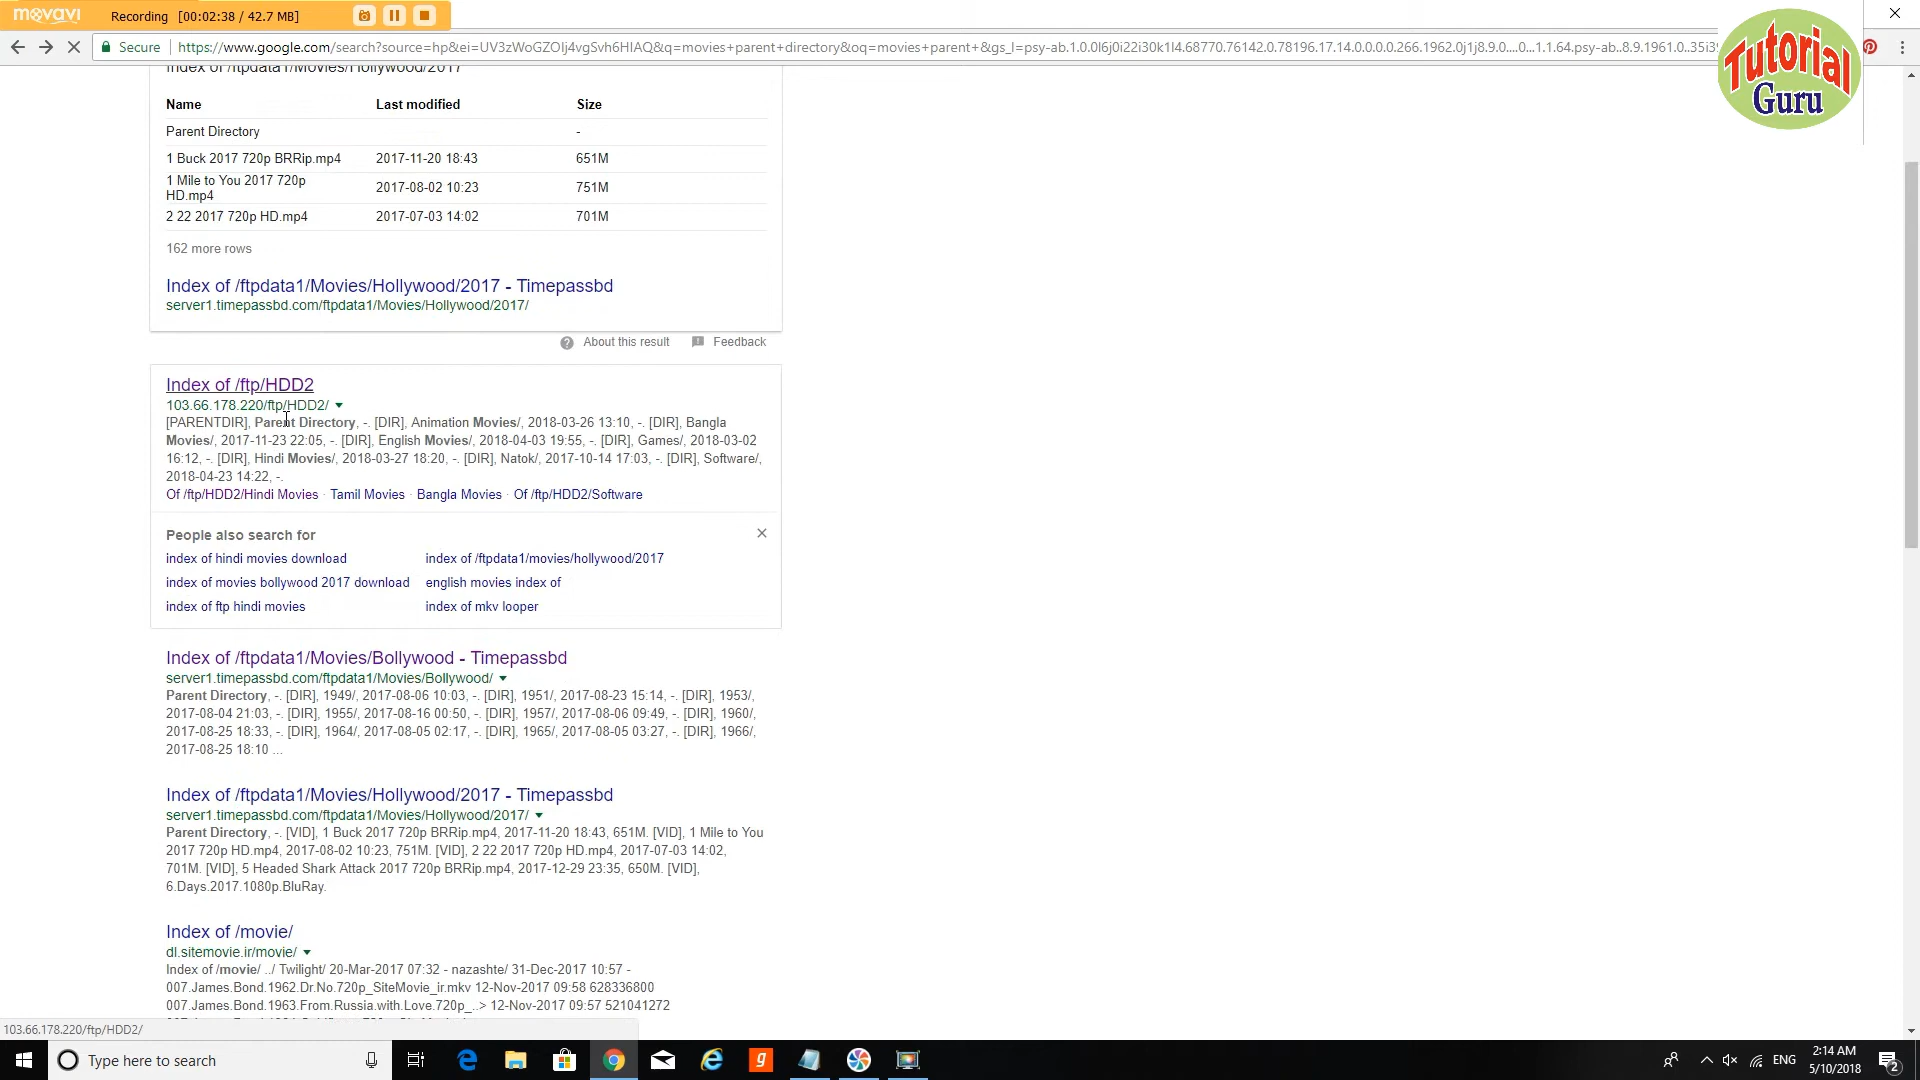 movavi
Recording [00:02:38 / 42.7 MB]
Secure https://www.google.com/search?source=hp&ei=UV3zWoGZOIj4vgSvh6HIAQ&q=movies+parent+directory&oq=movies+parent+&gs_l=psy-ab.1.0.0l6j0i22i30k1l4.68770.76142.0.78196.17.14.0.0.0.0.266.1962.0j1j8.9.0....0...1.1.64.psy-ab..8.9.1961.0..35i39
Tutorial
Guru
Index of /ftpdata1/Movies/Hollywood/2017
Name Last modified Size
Parent Directory -
1 Buck 2017 720p BRRip.mp4 2017-11-20 18:43 651M
1 Mile to You 2017 720p
HD.mp4 2017-08-02 10:23 751M
2 22 2017 720p HD.mp4 2017-07-03 14:02 701M
162 more rows
Index of /ftpdata1/Movies/Hollywood/2017 - Timepassbd
server1.timepassbd.com/ftpdata1/Movies/Hollywood/2017/
About this result Feedback
Index of /ftp/HDD2
103.66.178.220/ftp/HDD2/
[PARENTDIR], Parent Directory, -. [DIR], Animation Movies/, 2018-03-26 13:10, -. [DIR], Bangla
Movies/, 2017-11-23 22:05, -. [DIR], English Movies/, 2018-04-03 19:55, -. [DIR], Games/, 2018-03-02
16:12, -. [DIR], Hindi Movies/, 2018-03-27 18:20, -. [DIR], Natok/, 2017-10-14 17:03, -. [DIR], Software/,
2018-04-23 14:22, -.
Of /ftp/HDD2/Hindi Movies · Tamil Movies · Bangla Movies · Of /ftp/HDD2/Software
People also search for
index of hindi movies download index of /ftpdata1/movies/hollywood/2017
index of movies bollywood 2017 download english movies index of
index of ftp hindi movies index of mkv looper
Index of /ftpdata1/Movies/Bollywood - Timepassbd
server1.timepassbd.com/ftpdata1/Movies/Bollywood/
Parent Directory, -. [DIR], 1949/, 2017-08-06 10:03, -. [DIR], 1951/, 2017-08-23 15:14, -. [DIR], 1953/,
2017-08-04 21:03, -. [DIR], 1955/, 2017-08-16 00:50, -. [DIR], 1957/, 2017-08-06 09:49, -. [DIR], 1960/,
2017-08-25 18:33, -. [DIR], 1964/, 2017-08-05 02:17, -. [DIR], 1965/, 2017-08-05 03:27, -. [DIR], 1966/,
2017-08-25 18:10 ...
Index of /ftpdata1/Movies/Hollywood/2017 - Timepassbd
server1.timepassbd.com/ftpdata1/Movies/Hollywood/2017/
Parent Directory, -. [VID], 1 Buck 2017 720p BRRip.mp4, 2017-11-20 18:43, 651M. [VID], 1 Mile to You
2017 720p HD.mp4, 2017-08-02 10:23, 751M. [VID], 2 22 2017 720p HD.mp4, 2017-07-03 14:02,
701M. [VID], 5 Headed Shark Attack 2017 720p BRRip.mp4, 2017-12-29 23:35, 650M. [VID],
6.Days.2017.1080p.BluRay.
Index of /movie/
dl.sitemovie.ir/movie/
Index of /movie/ ../ Twilight/ 20-Mar-2017 07:32 - nazashte/ 31-Dec-2017 10:57 -
007.James.Bond.1962.Dr.No.720p_SiteMovie_ir.mkv 12-Nov-2017 09:58 628336800
007.James.Bond.1963.From.Russia.with.Love.720p_..> 12-Nov-2017 09:57 521041272
103.66.178.220/ftp/HDD2/
Type here to search
ENG
2:14 AM
5/10/2018
2